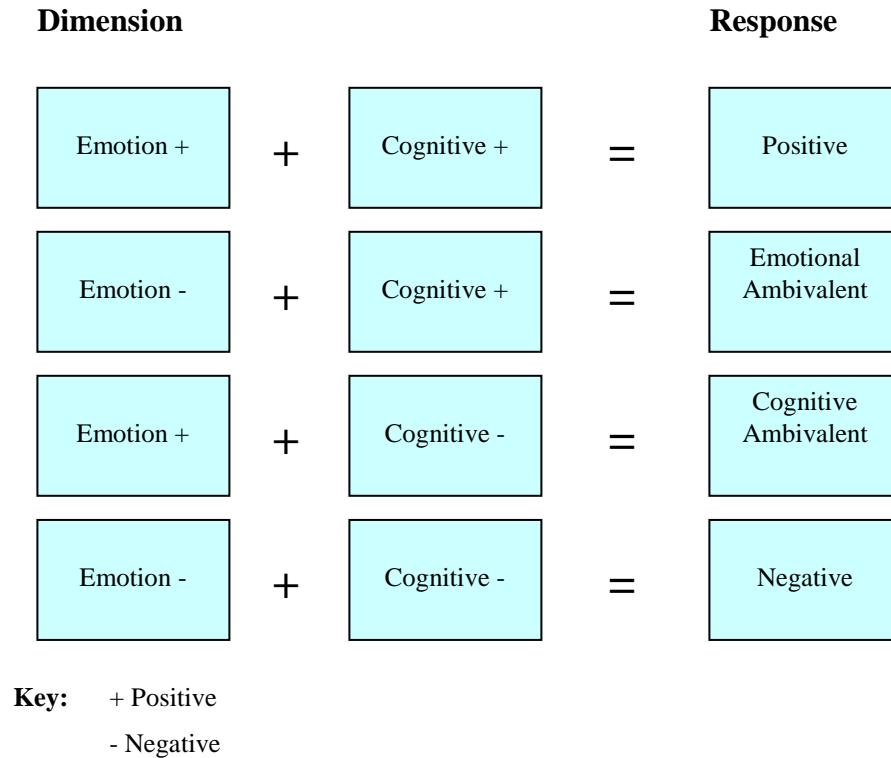 Dimension Response
Emotion + + Cognitive + = Positive
Emotional
Emotion - + Cognitive + = Ambivalent
Cognitive
Emotion + + Cognitive - = Ambivalent
Emotion - + Cognitive - = Negative
Key: + Positive
- Negative